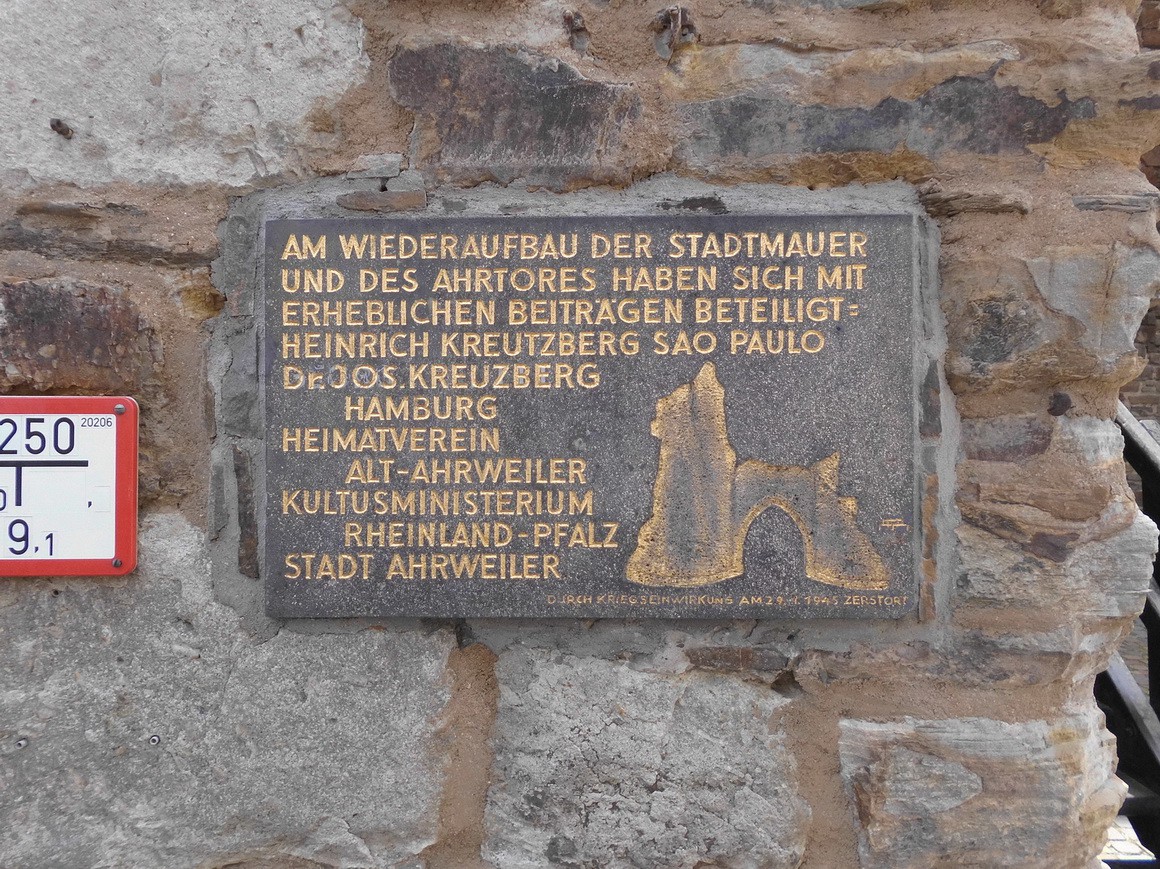 AM WIEDERAUFBAU DER STADTMAUER
UND DES AHRTORES HABEN SICH MIT
ERHEBLICHEN BEITRÄGEN BETEILIGT:
HEINRICH KREUTZBERG SAO PAULO
Dr. JOS. KREUZBERG
HAMBURG
HEIMATVEREIN
ALT-AHRWEILER
KULTUSMINISTERIUM
RHEINLAND-PFALZ
STADT AHRWEILER
DURCH KRIEGSEINWIRKUNG AM 29.1.1945 ZERSTÖRT
250
20206
9,1